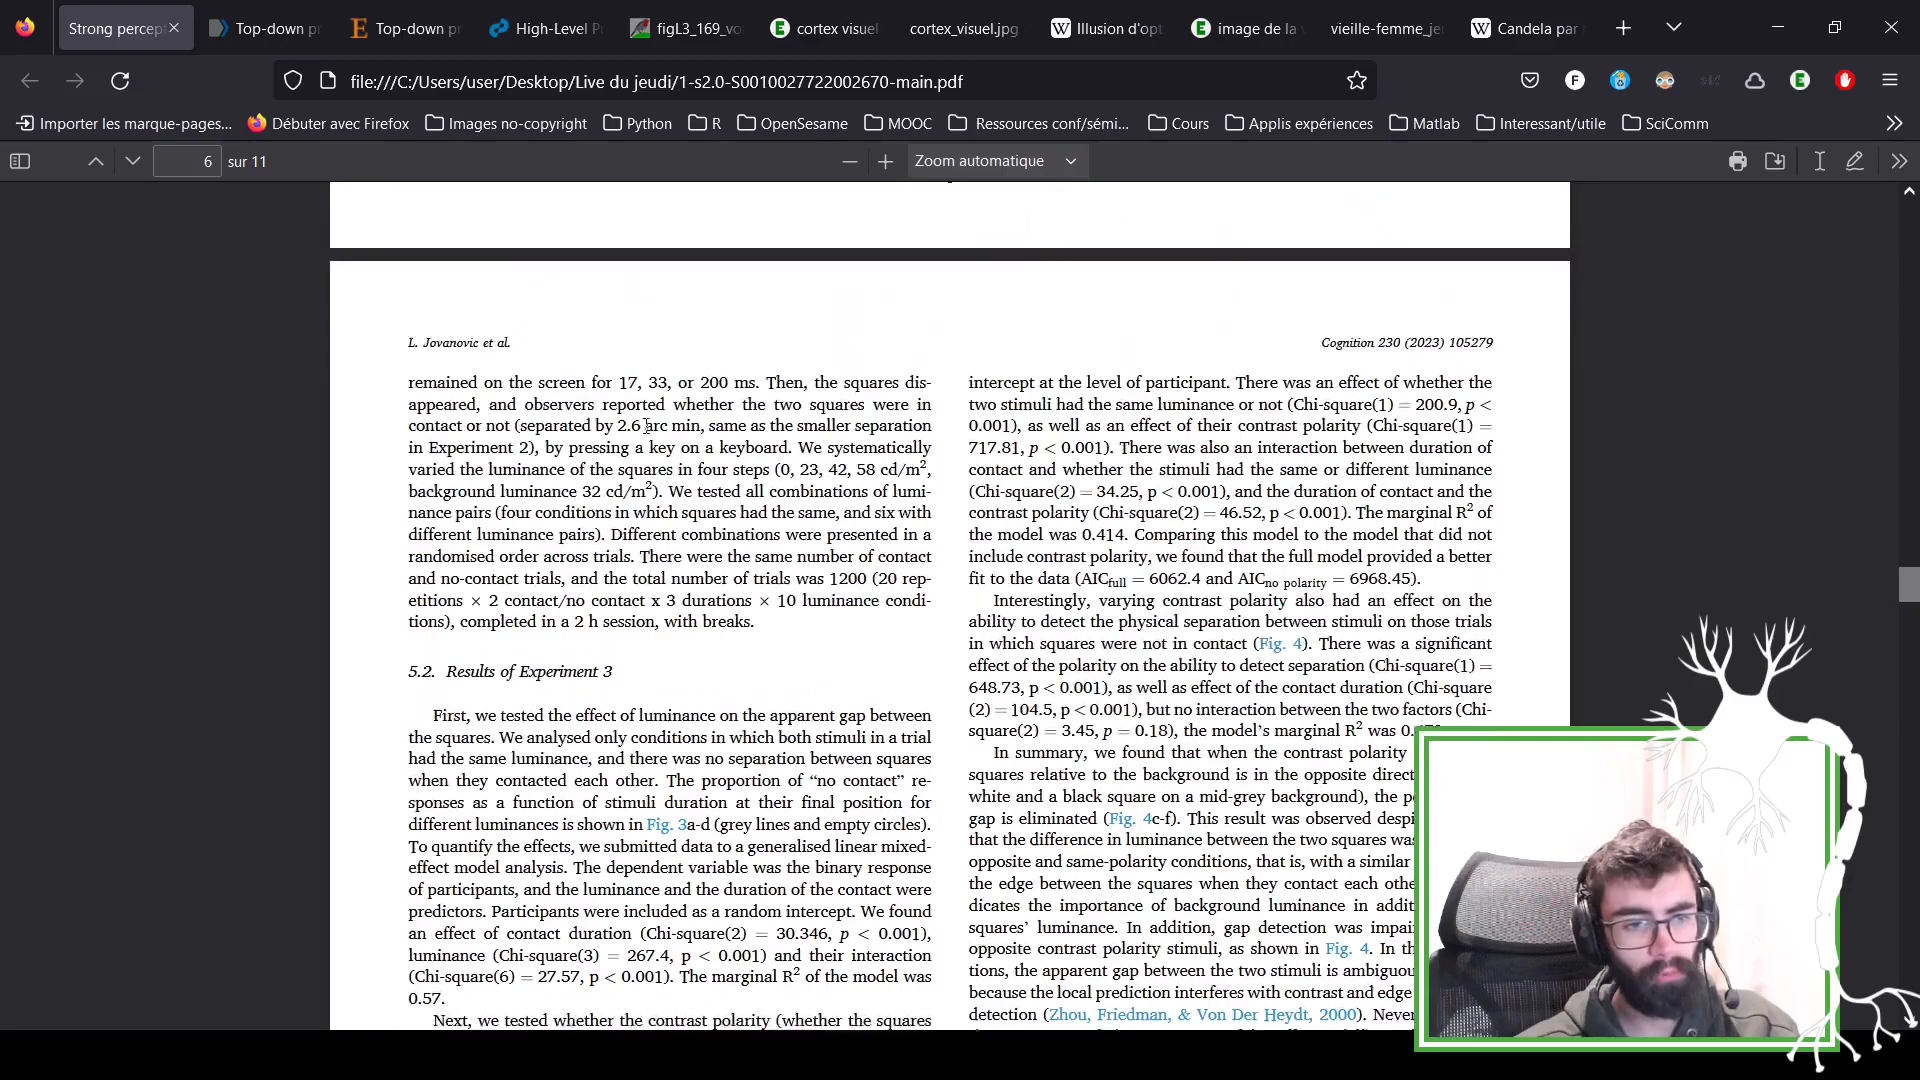 Strong percep
Top-down p
Top-down p
High-Level P
figL3_169_vo
cortex visuel
cortex_visuel.jpg
Illusion d'opt
image de la
vieille-femme_je
Candela par
file:///C:/Users/user/Desktop/Live du jeudi/1-s2.0-S0010027722002670-main.pdf
Importer les marque-pages...
Débuter avec Firefox
Images no-copyright
Python
R
OpenSesame
MOOC
Ressources conf/sémi...
Cours
Applis expériences
Matlab
Interessant/utile
SciComm
6 sur 11
Zoom automatique
L. Jovanovic et al.
Cognition 230 (2023) 105279
remained on the screen for 17, 33, or 200 ms. Then, the squares dis-
appeared, and observers reported whether the two squares were in
contact or not (separated by 2.6 arc min, same as the smaller separation
in Experiment 2), by pressing a key on a keyboard. We systematically
varied the luminance of the squares in four steps (0, 23, 42, 58 cd/m²,
background luminance 32 cd/m²). We tested all combinations of lumi-
nance pairs (four conditions in which squares had the same, and six with
different luminance pairs). Different combinations were presented in a
randomised order across trials. There were the same number of contact
and no-contact trials, and the total number of trials was 1200 (20 rep-
etitions × 2 contact/no contact x 3 durations × 10 luminance condi-
tions), completed in a 2 h session, with breaks.
5.2. Results of Experiment 3
First, we tested the effect of luminance on the apparent gap between
the squares. We analysed only conditions in which both stimuli in a trial
had the same luminance, and there was no separation between squares
when they contacted each other. The proportion of “no contact” re-
sponses as a function of stimuli duration at their final position for
different luminances is shown in Fig. 3a-d (grey lines and empty circles).
To quantify the effects, we submitted data to a generalised linear mixed-
effect model analysis. The dependent variable was the binary response
of participants, and the luminance and the duration of the contact were
predictors. Participants were included as a random intercept. We found
an effect of contact duration (Chi-square(2) = 30.346, p < 0.001),
luminance (Chi-square(3) = 267.4, p < 0.001) and their interaction
(Chi-square(6) = 27.57, p < 0.001). The marginal R² of the model was
0.57.
Next, we tested whether the contrast polarity (whether the squares
intercept at the level of participant. There was an effect of whether the
two stimuli had the same luminance or not (Chi-square(1) = 200.9, p <
0.001), as well as an effect of their contrast polarity (Chi-square(1) =
717.81, p < 0.001). There was also an interaction between duration of
contact and whether the stimuli had the same or different luminance
(Chi-square(2) = 34.25, p < 0.001), and the duration of contact and the
contrast polarity (Chi-square(2) = 46.52, p < 0.001). The marginal R² of
the model was 0.414. Comparing this model to the model that did not
include contrast polarity, we found that the full model provided a better
fit to the data (AICfull = 6062.4 and AICno polarity = 6968.45).
Interestingly, varying contrast polarity also had an effect on the
ability to detect the physical separation between stimuli on those trials
in which squares were not in contact (Fig. 4). There was a significant
effect of the polarity on the ability to detect separation (Chi-square(1) =
648.73, p < 0.001), as well as effect of the contact duration (Chi-square
(2) = 104.5, p < 0.001), but no interaction between the two factors (Chi-
square(2) = 3.45, p = 0.18), the model's marginal R² was 0.
In summary, we found that when the contrast polarity
squares relative to the background is in the opposite direct
white and a black square on a mid-grey background), the pe
gap is eliminated (Fig. 4c-f). This result was observed despi
that the difference in luminance between the two squares was
opposite and same-polarity conditions, that is, with a similar
the edge between the squares when they contact each othe
dicates the importance of background luminance in addit
squares' luminance. In addition, gap detection was impai
opposite contrast polarity stimuli, as shown in Fig. 4. In th
tions, the apparent gap between the two stimuli is ambiguou
because the local prediction interferes with contrast and edge
detection (Zhou, Friedman, & Von Der Heydt, 2000). Never